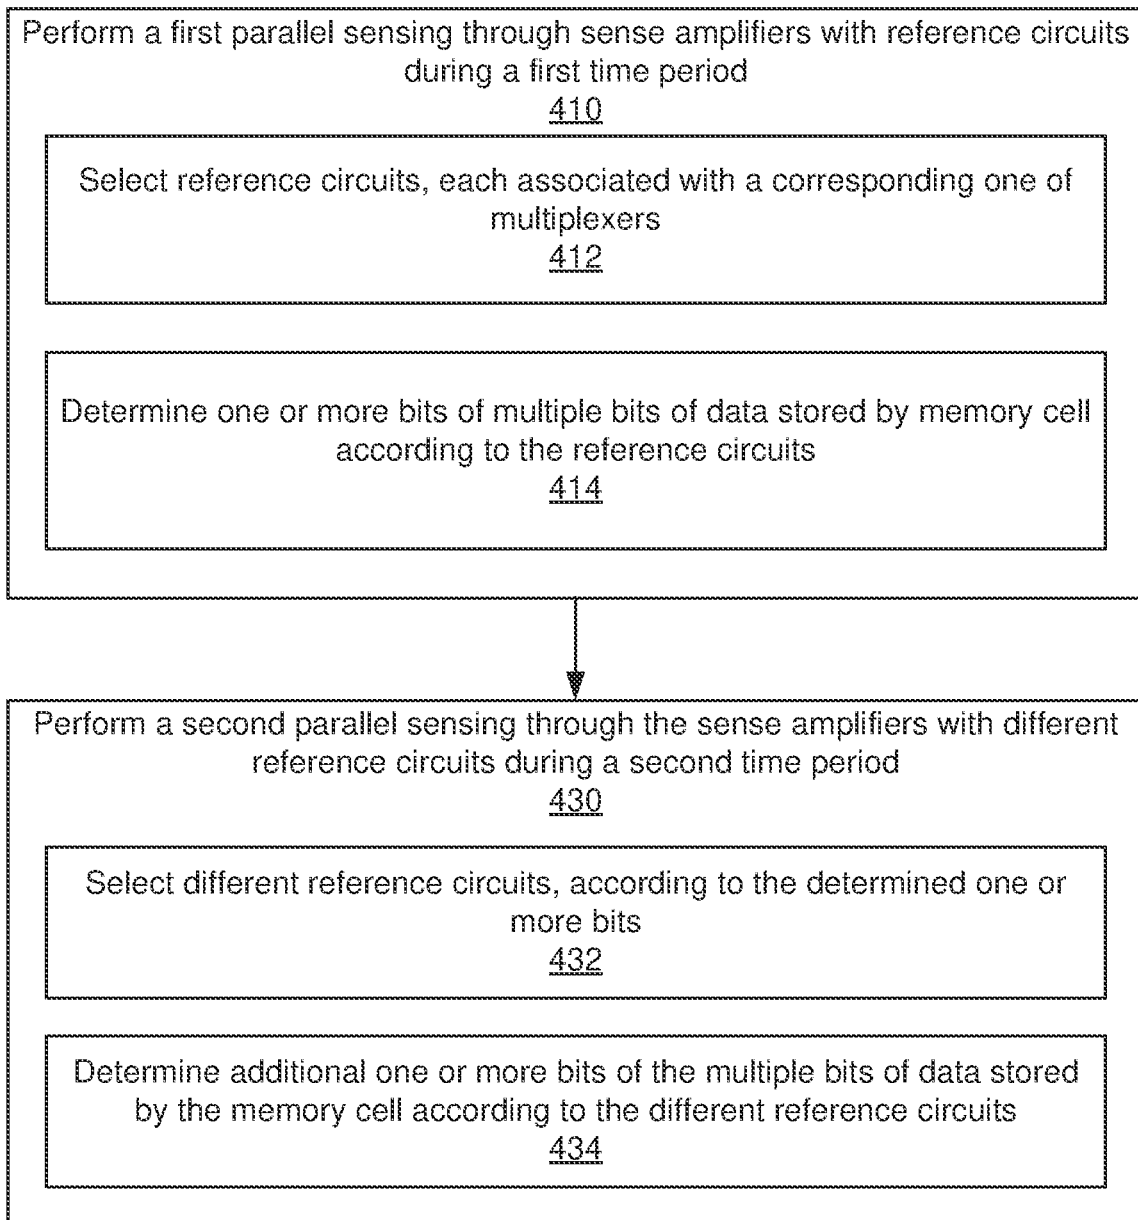 Perform a first parallel sensing through sense amplifiers with reference circuits
during a first time period
410
Select reference circuits, each associated with a corresponding one of
multiplexers
412
Determine one or more bits of multiple bits of data stored by memory cell
according to the reference circuits
414
Perform a second parallel sensing through the sense amplifiers with different
reference circuits during a second time period
430
Select different reference circuits, according to the determined one or
more bits
432
Determine additional one or more bits of the multiple bits of data stored
by the memory cell according to the different reference circuits
434